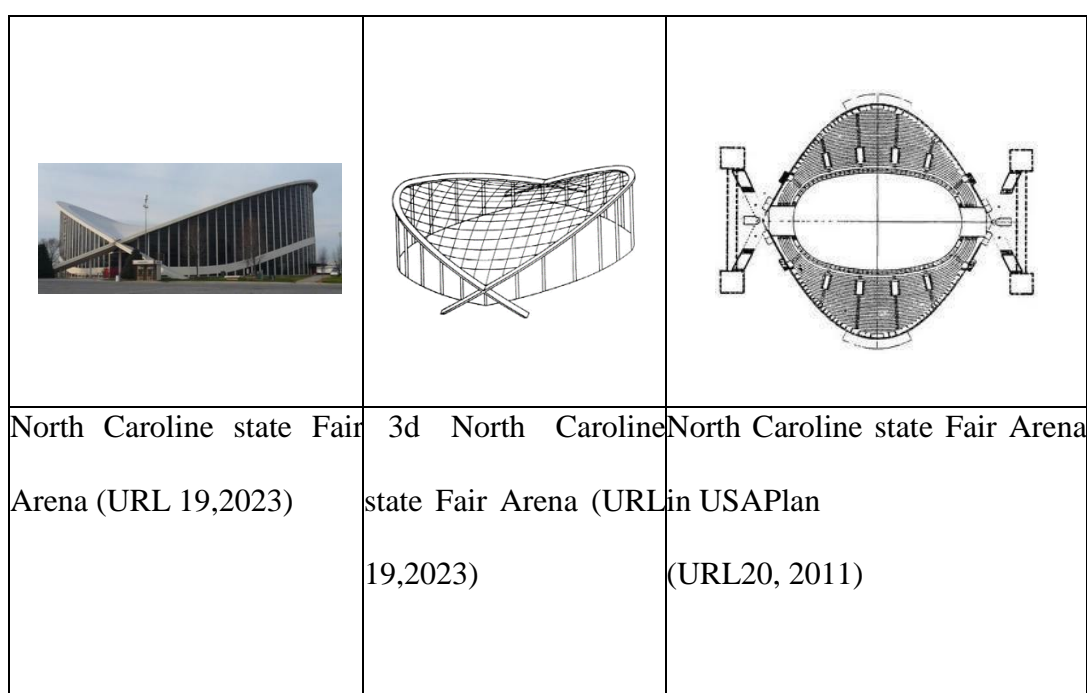 North Caroline state Fair
Arena (URL 19,2023)
3d North Caroline
state Fair Arena (URL
19,2023)
North Caroline state Fair Arena
in USAPlan
(URL20, 2011)